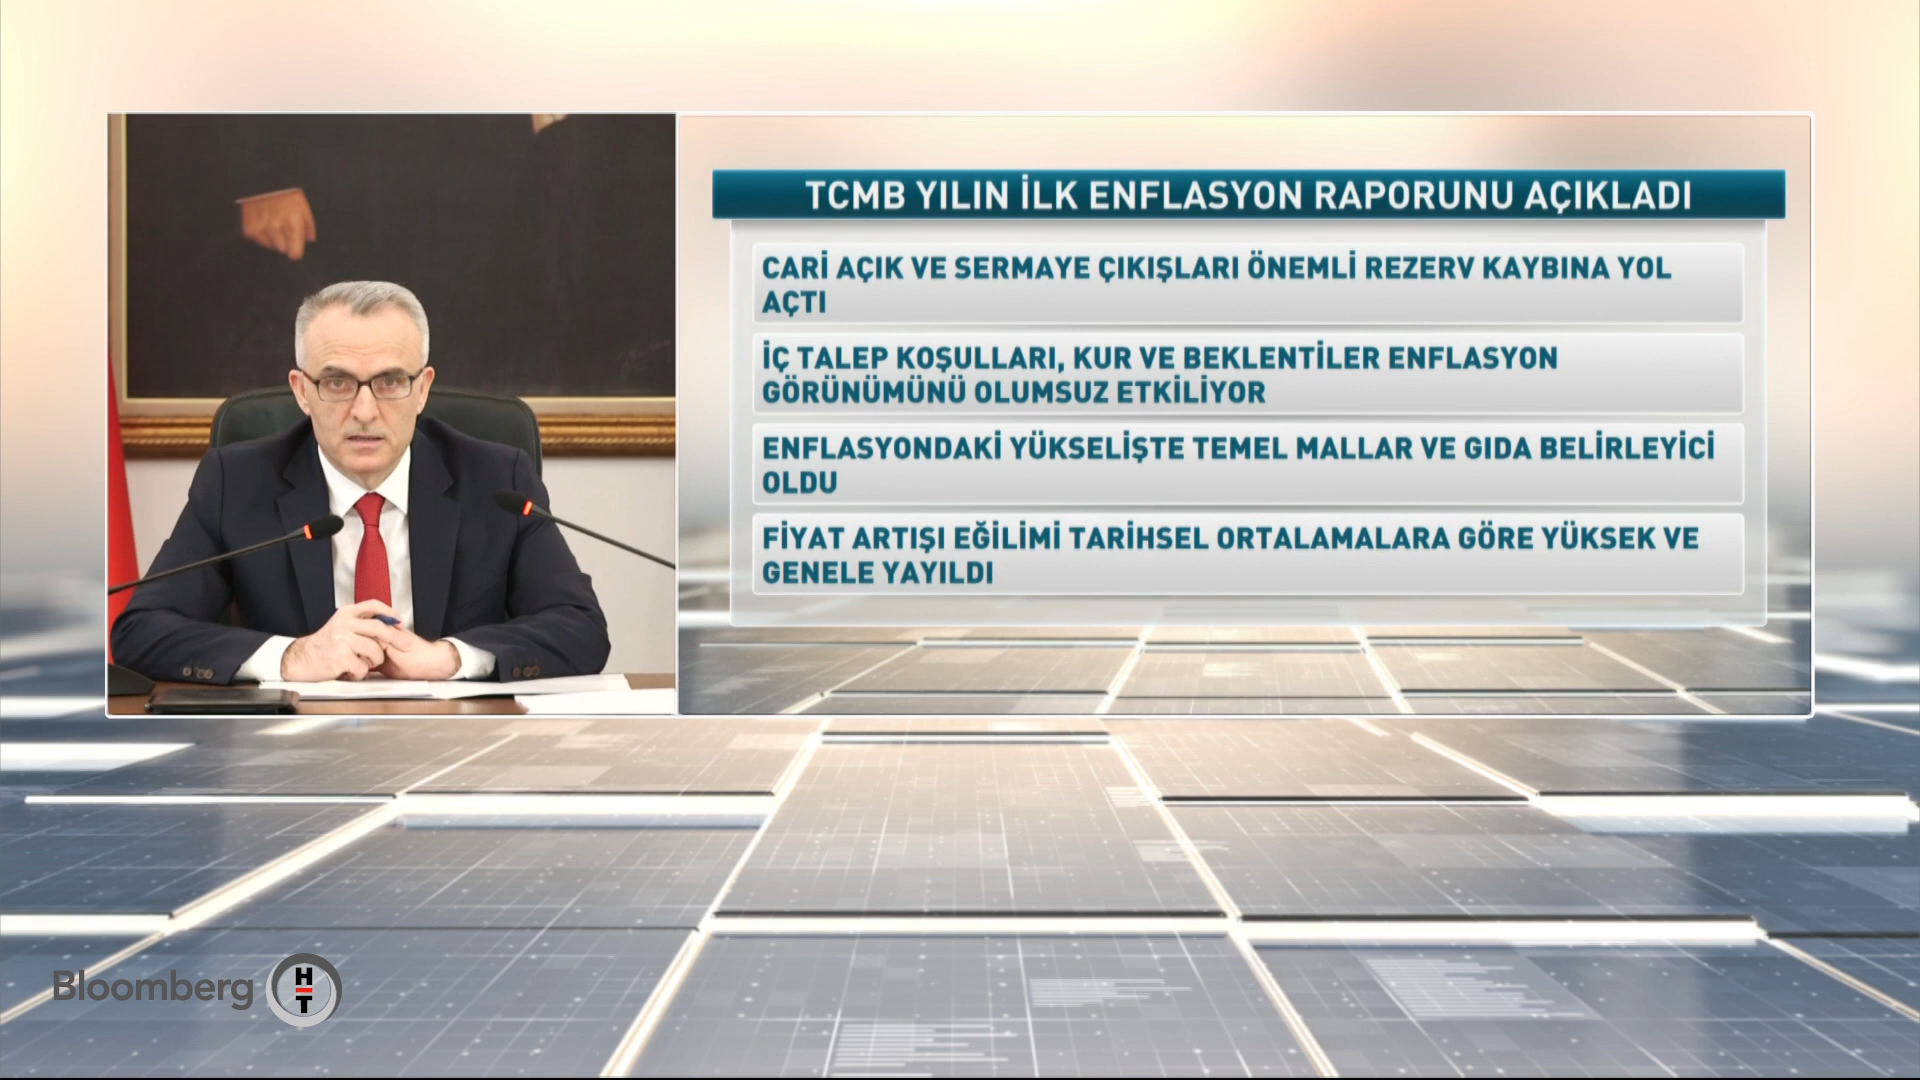 TCMB YILIN İLK ENFLASYON RAPORUNU AÇIKLADI
CARİ AÇIK VE SERMAYE ÇIKIŞLARI ÖNEMLİ REZERV KAYBINA YOL
AÇTI
İÇ TALEP KOŞULLARI, KUR VE BEKLENTİLER ENFLASYON
GÖRÜNÜMÜNÜ OLUMSUZ ETKİLİYOR
ENFLASYONDAKİ YÜKSELİŞTE TEMEL MALLAR VE GIDA BELİRLEYİCİ
OLDU
FİYAT ARTIŞI EĞİLİMİ TARİHSEL ORTALAMALARA GÖRE YÜKSEK VE
GENELE YAYILDI
Bloomberg HT